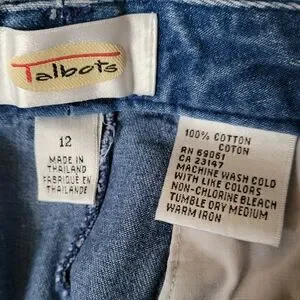 Talbots
12
MADE IN
THAILAND
FABRIQUÉ EN
THAILANDE
100% COTTON
COTON
RN 69061
CA 23147
MACHINE WASH COLD
WITH LIKE COLORS
NON-CHLORINE BLEACH
TUMBLE DRY MEDIUM
WARM IRON